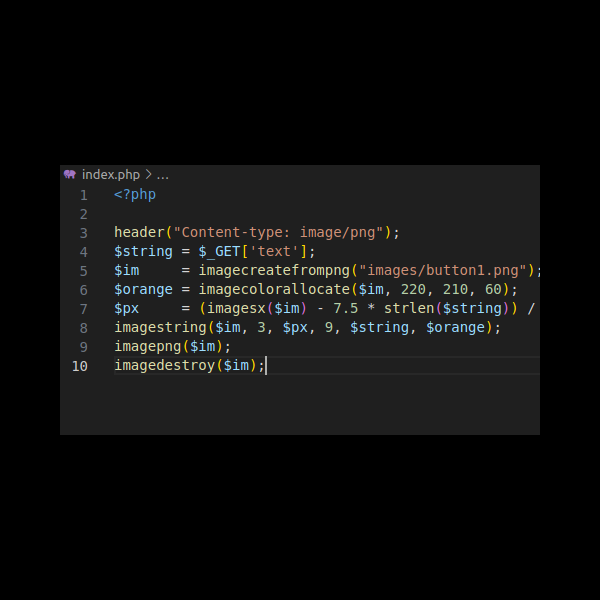 index.php > ...
1 <?php
2
3 header("Content-type: image/png");
4 $string = $_GET['text'];
5 $im     = imagecreatefrompng("images/button1.png");
6 $orange = imagecolorallocate($im, 220, 210, 60);
7 $px     = (imagesx($im) - 7.5 * strlen($string)) /
8 imagestring($im, 3, $px, 9, $string, $orange);
9 imagepng($im);
10 imagedestroy($im);